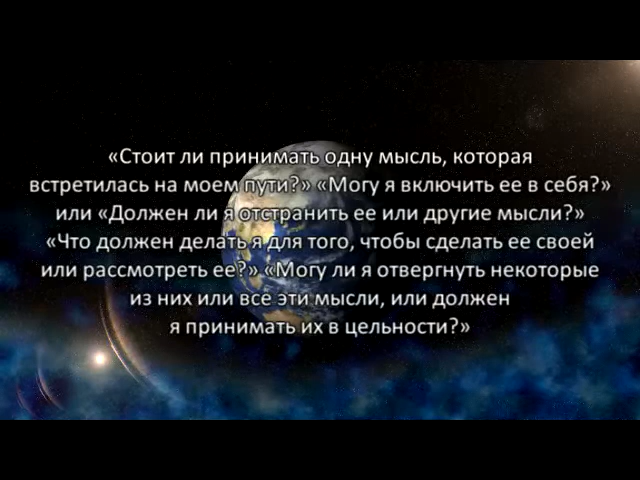 «Стоит ли принимать одну мысль, которая
встретилась на моем пути?» «Могу я включить ее в себя?»
или «Должен ли я отстранить ее или другие мысли?»
«Что должен делать я для того, чтобы сделать ее своей
или рассмотреть ее?» «Могу ли я отвергнуть некоторые
из них или все эти мысли, или должен
я принимать их в цельности?»